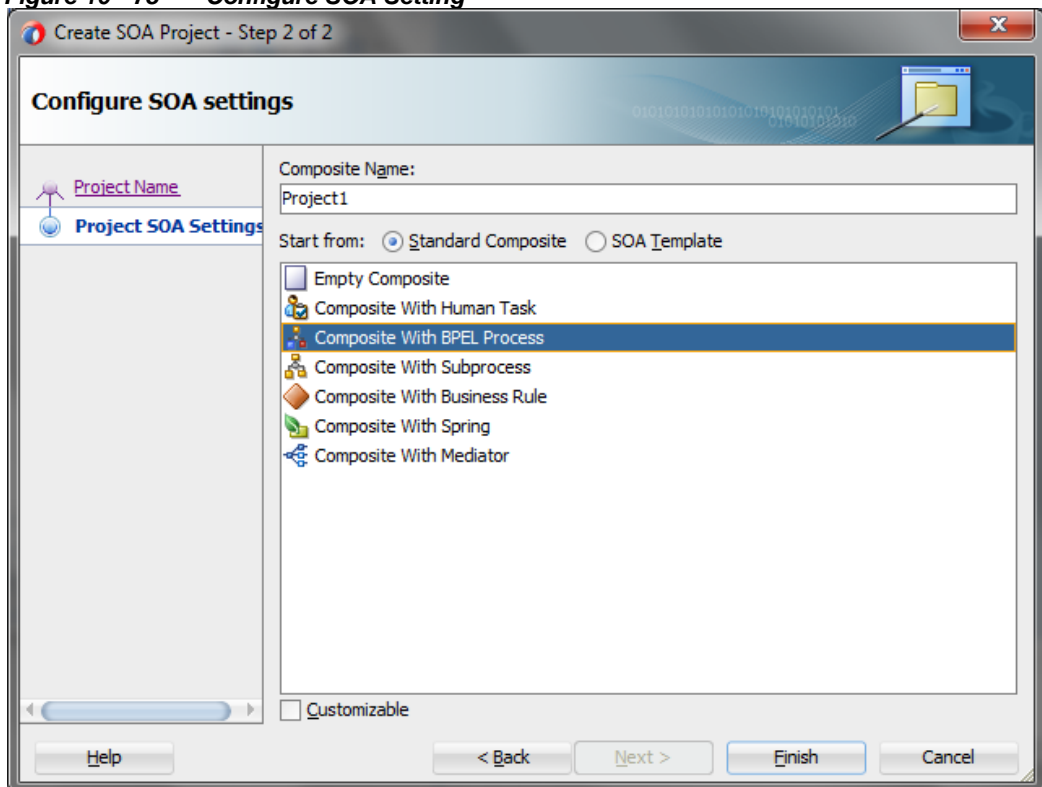 Figure 10 - 78 Configure SOA Setting
Create SOA Project - Step 2 of 2
Configure SOA settings
Project Name
Project SOA Settings
Composite Name:
Project1
Start from: Standard Composite SOA Template
Empty Composite
Composite With Human Task
Composite With BPEL Process
Composite With Subprocess
Composite With Business Rule
Composite With Spring
Composite With Mediator
Customizable
Help < Back Next > Finish Cancel